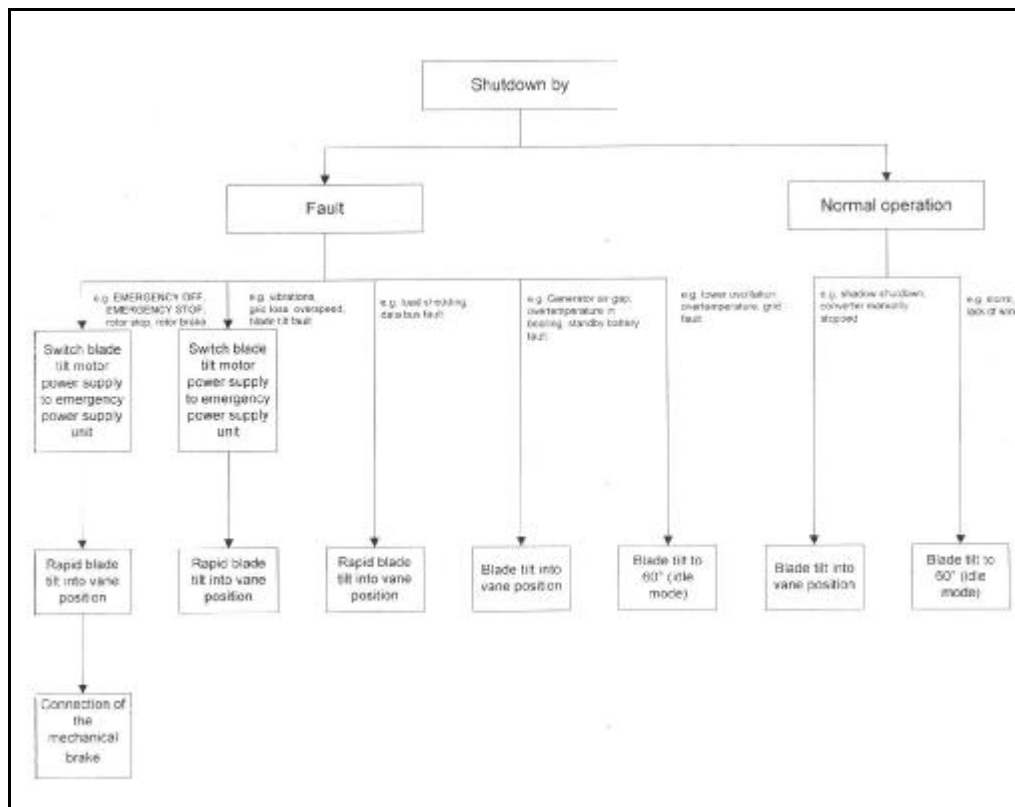 Shutdown by
Fault
Normal operation
e.g. EMERGENCY OFF,
EMERGENCY STOP,
rotor stop, rotor brake
e.g. vibrations,
grid loss, overspeed,
blade tilt fault
e.g. load shedding,
data bus fault
e.g. Generator air gap,
overtemperature in
bearing, standby battery
fault
e.g. tower oscillation
overtemperature, grid
fault
e.g. shadow shutdown,
converter manually
stopped
e.g. storm,
lack of win
Switch blade
tilt motor
power supply
to emergency
power supply
unit
Switch blade
tilt motor
power supply
to emergency
power supply
unit
Rapid blade
tilt into vane
position
Rapid blade
tilt into vane
position
Rapid blade
tilt into vane
position
Blade tilt into
vane position
Blade tilt to
60° (idle
mode)
Blade tilt into
vane position
Blade tilt to
60° (idle
mode)
Connection of
the
mechanical
brake